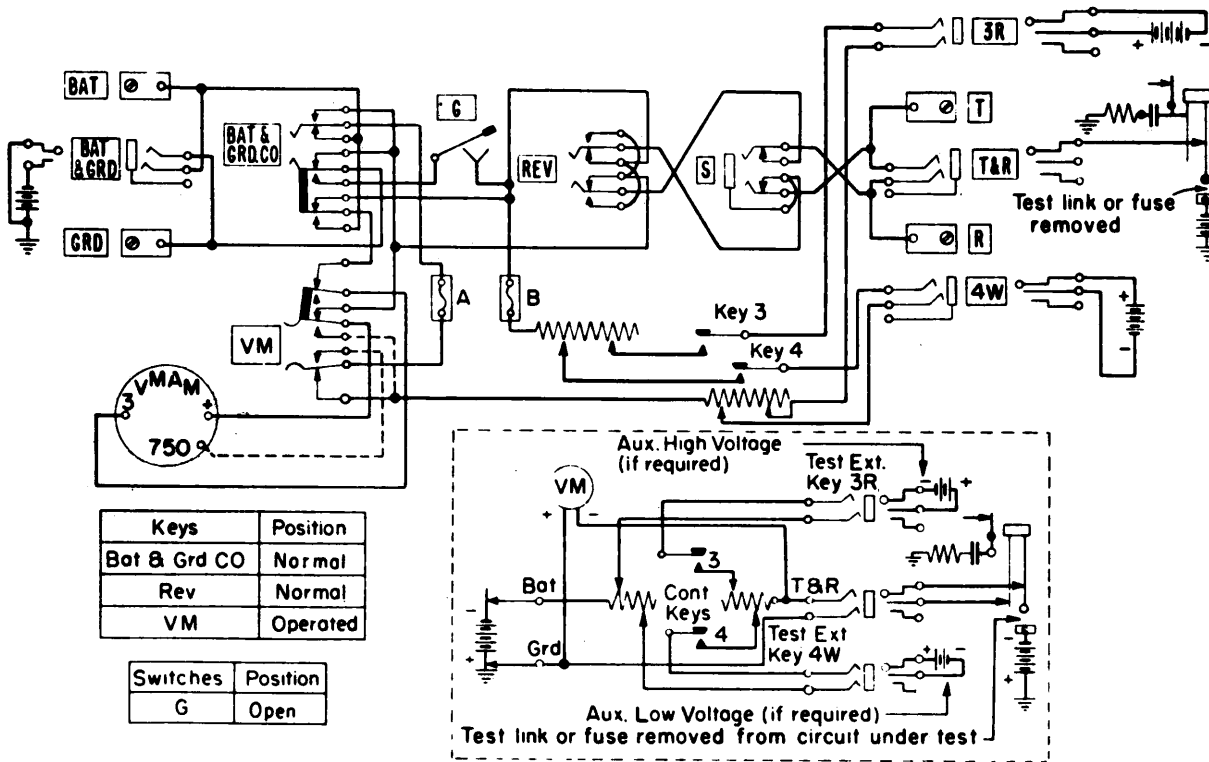 3R
BAT
BAT & GRD. CO
G
T
BAT & GRD
REV
S
T&R
Test link or fuse
removed
GRD
R
A
B
4W
+
-
Key 3
VM
Key 4
VMAM
3
+
750
Aux. High Voltage
(if required)
Test Ext.
Key 3R
VM
+ -
3
Bat
Cont
Keys
T&R
4
Grd
Test Ext
Key 4W
Aux. Low Voltage (if required)
Test link or fuse removed from circuit under test
Keys Position
Bat & Grd CO Normal
Rev Normal
VM Operated
Switches Position
G Open